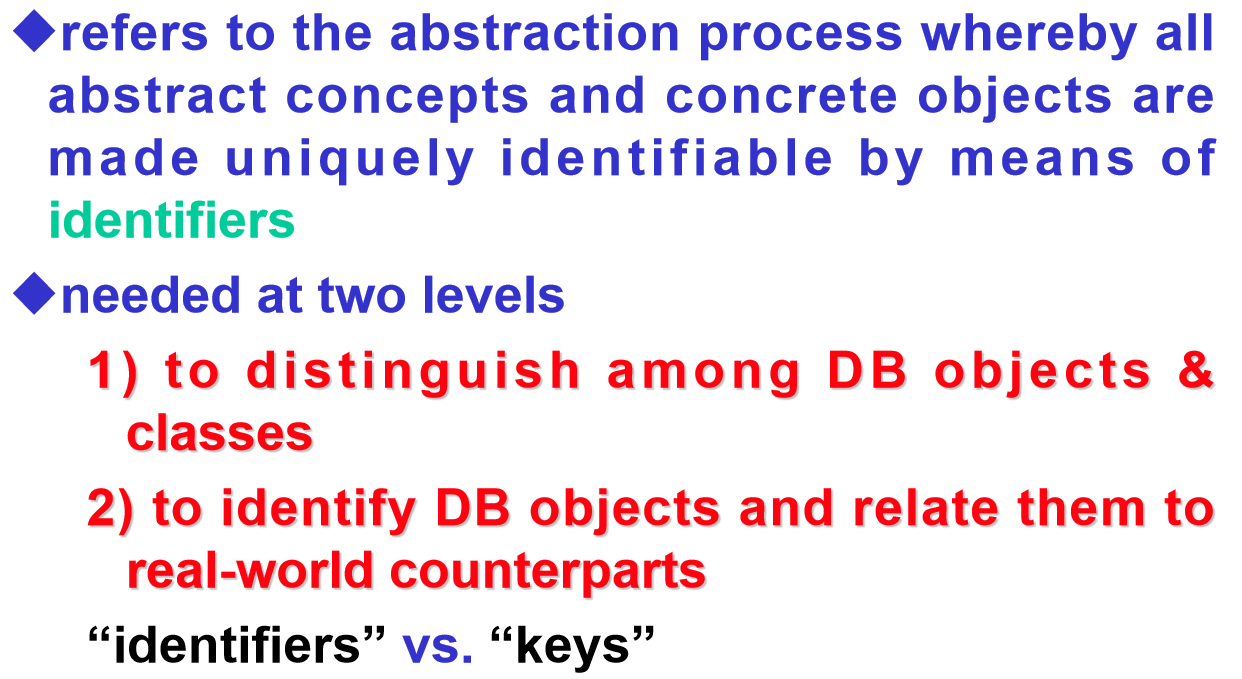 ◆refers to the abstraction process whereby all
abstract concepts and concrete objects are
made uniquely identifiable by means of
identifiers
◆needed at two levels
1) to distinguish among DB objects &
classes
2) to identify DB objects and relate them to
real-world counterparts
“identifiers” vs. “keys”